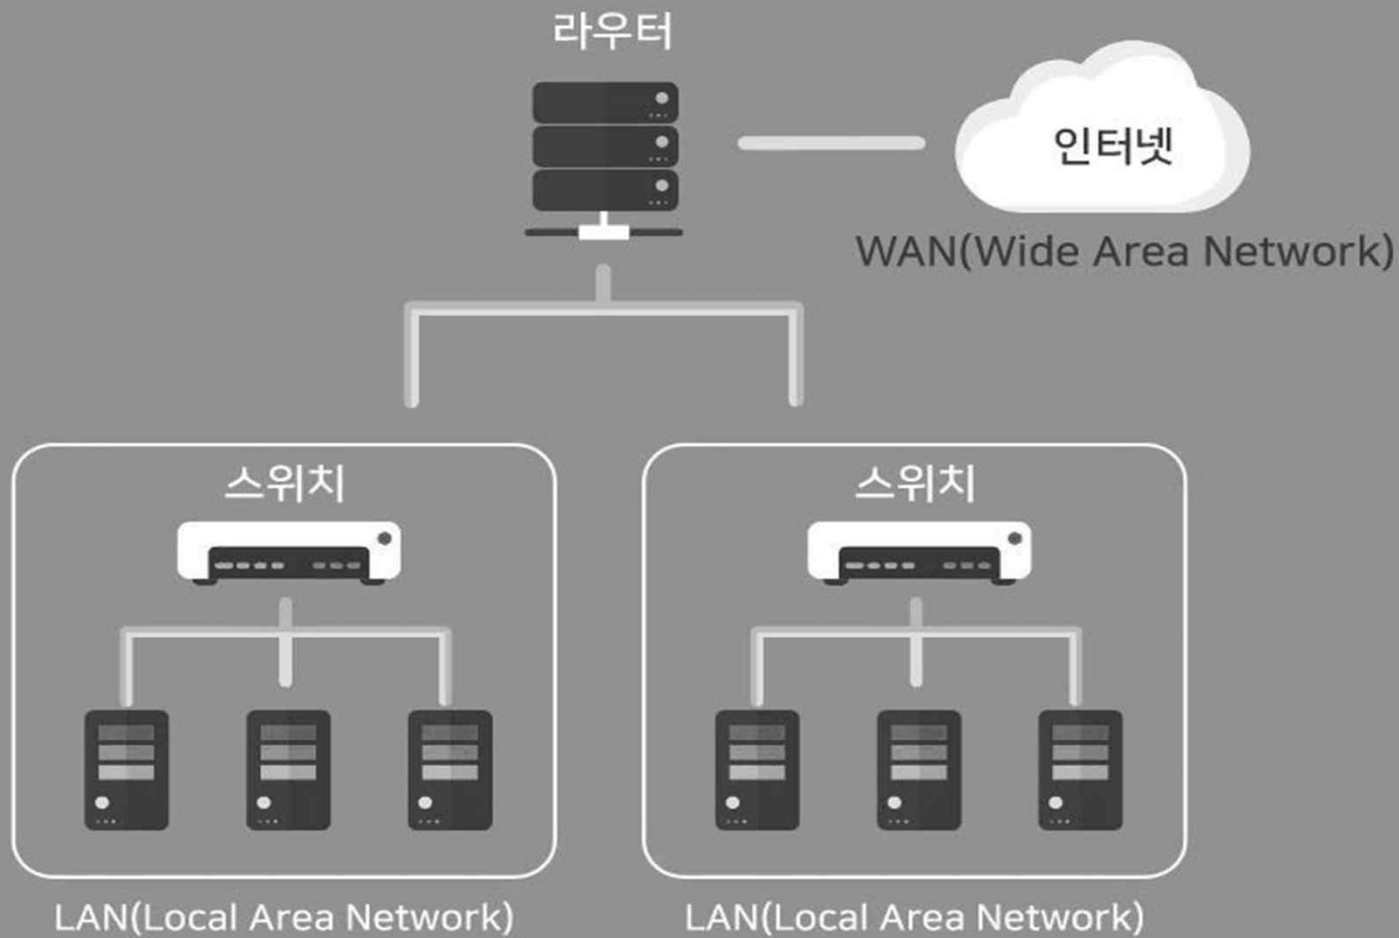 라우터
인터넷
WAN(Wide Area Network)
스위치
스위치
LAN(Local Area Network)
LAN(Local Area Network)